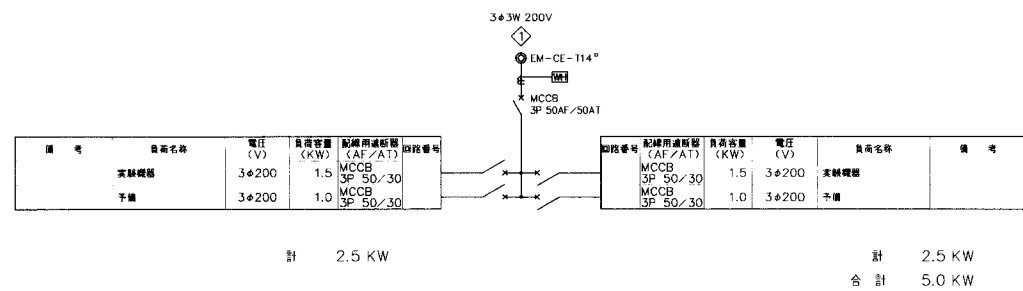 3φ3W 200V
1
EM-CE-T14°
WH
MCCB
3P 50AF/50AT
備 考 負荷名称 電圧(V) 負荷容量(KW) 配線用遮断器(AF/AT) 回路番号
実験機器 3φ200 1.5 MCCB 3P 50/30
予備 3φ200 1.0 MCCB 3P 50/30
計 2.5 KW
回路番号 配線用遮断器(AF/AT) 負荷容量(KW) 電圧(V) 負荷名称 備 考
MCCB 3P 50/30 1.5 3φ200 実験機器
MCCB 3P 50/30 1.0 3φ200 予備
計 2.5 KW
合 計 5.0 KW